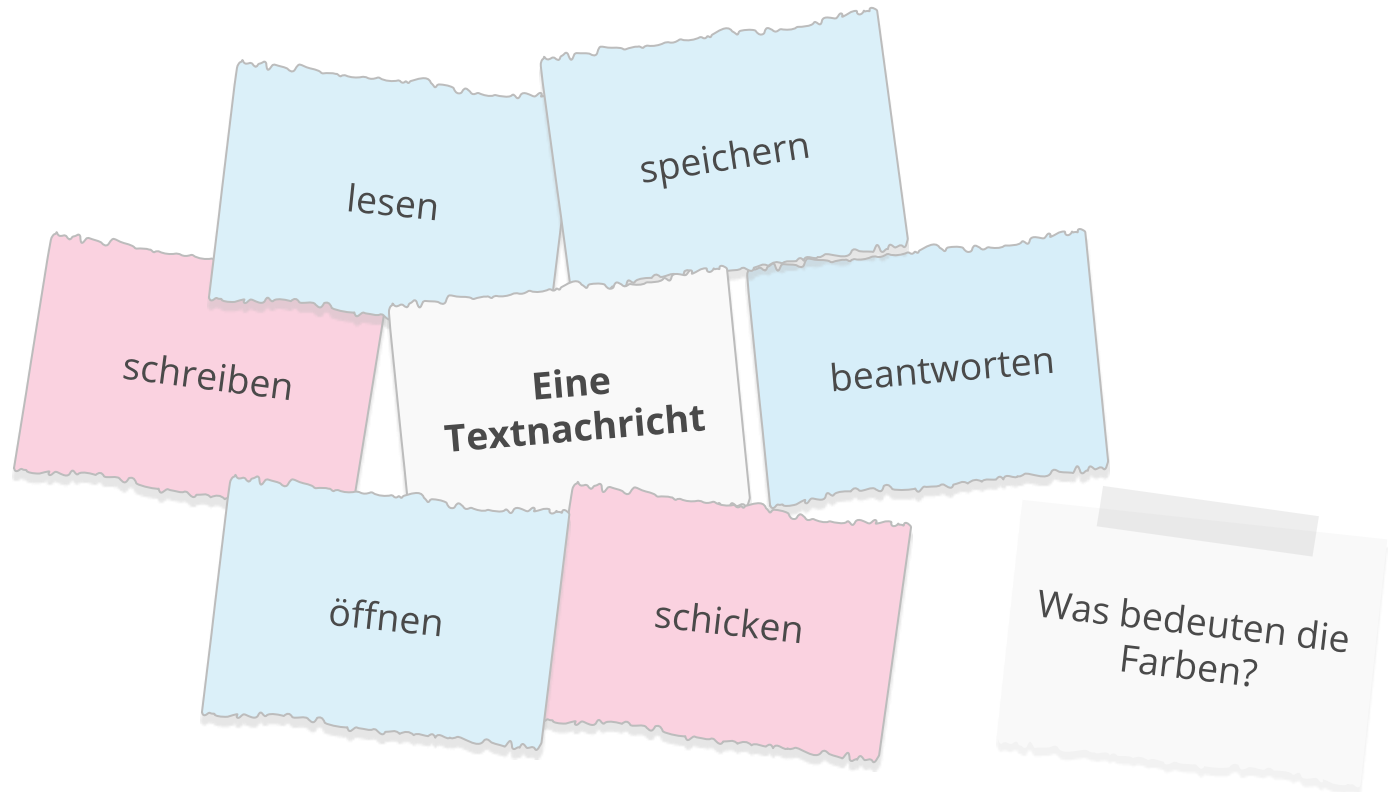 speichern
lesen
schreiben
Eine
Textnachricht
beantworten
öffnen
schicken
Was bedeuten die
Farben?